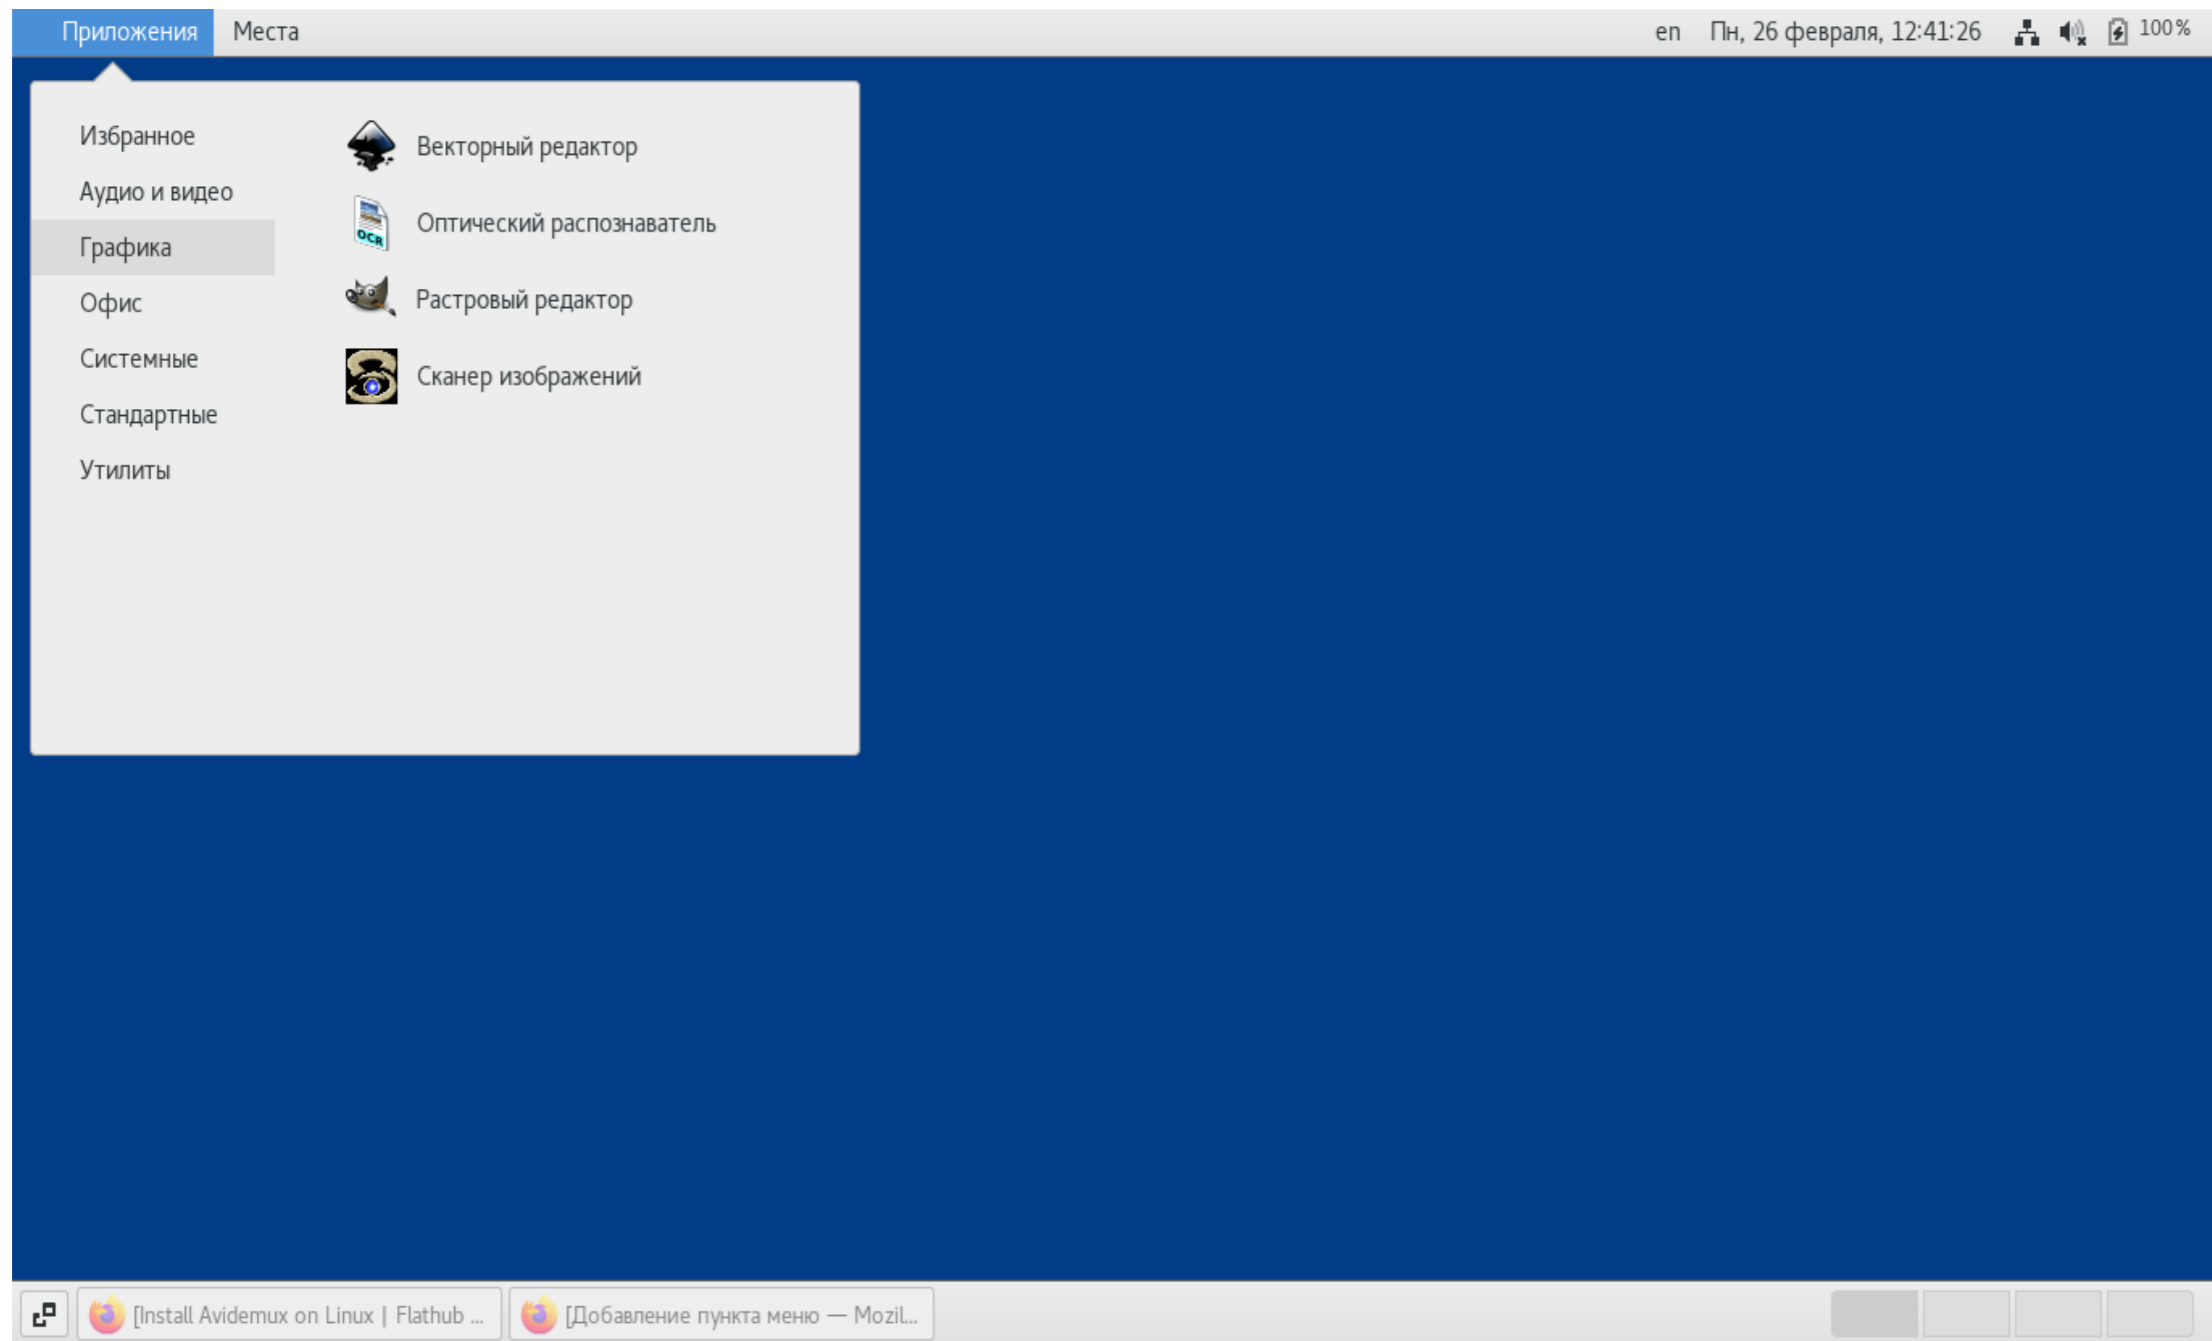 Приложения Места en Пн, 26 февраля, 12:41:26 100%
Избранное
Аудио и видео
Графика
Офис
Системные
Стандартные
Утилиты
Векторный редактор
OCR
Оптический распознаватель
Растровый редактор
Сканер изображений
[Install Avidemux on Linux | Flathub ... [Добавление пункта меню — Mozil...